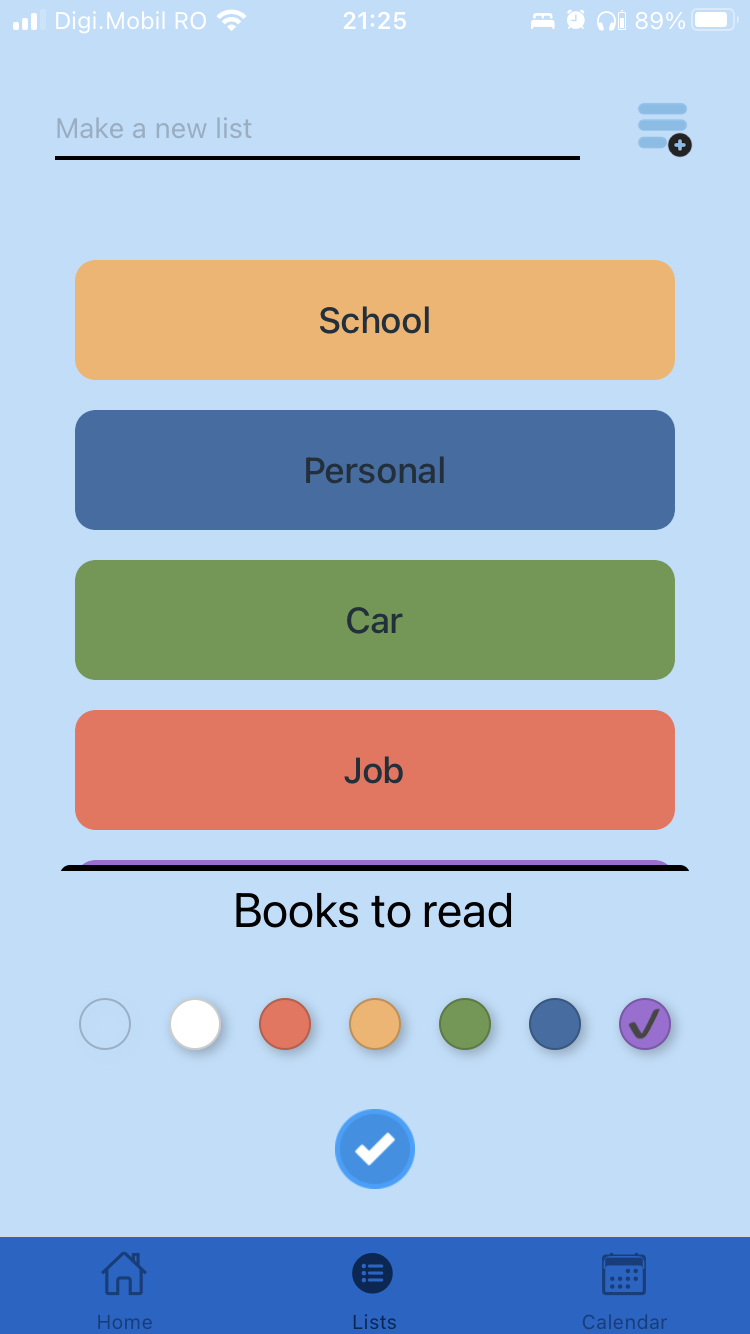 Digi.Mobil RO 21:25 89%
Make a new list
School
Personal
Car
Job
Books to read
Home Lists Calendar